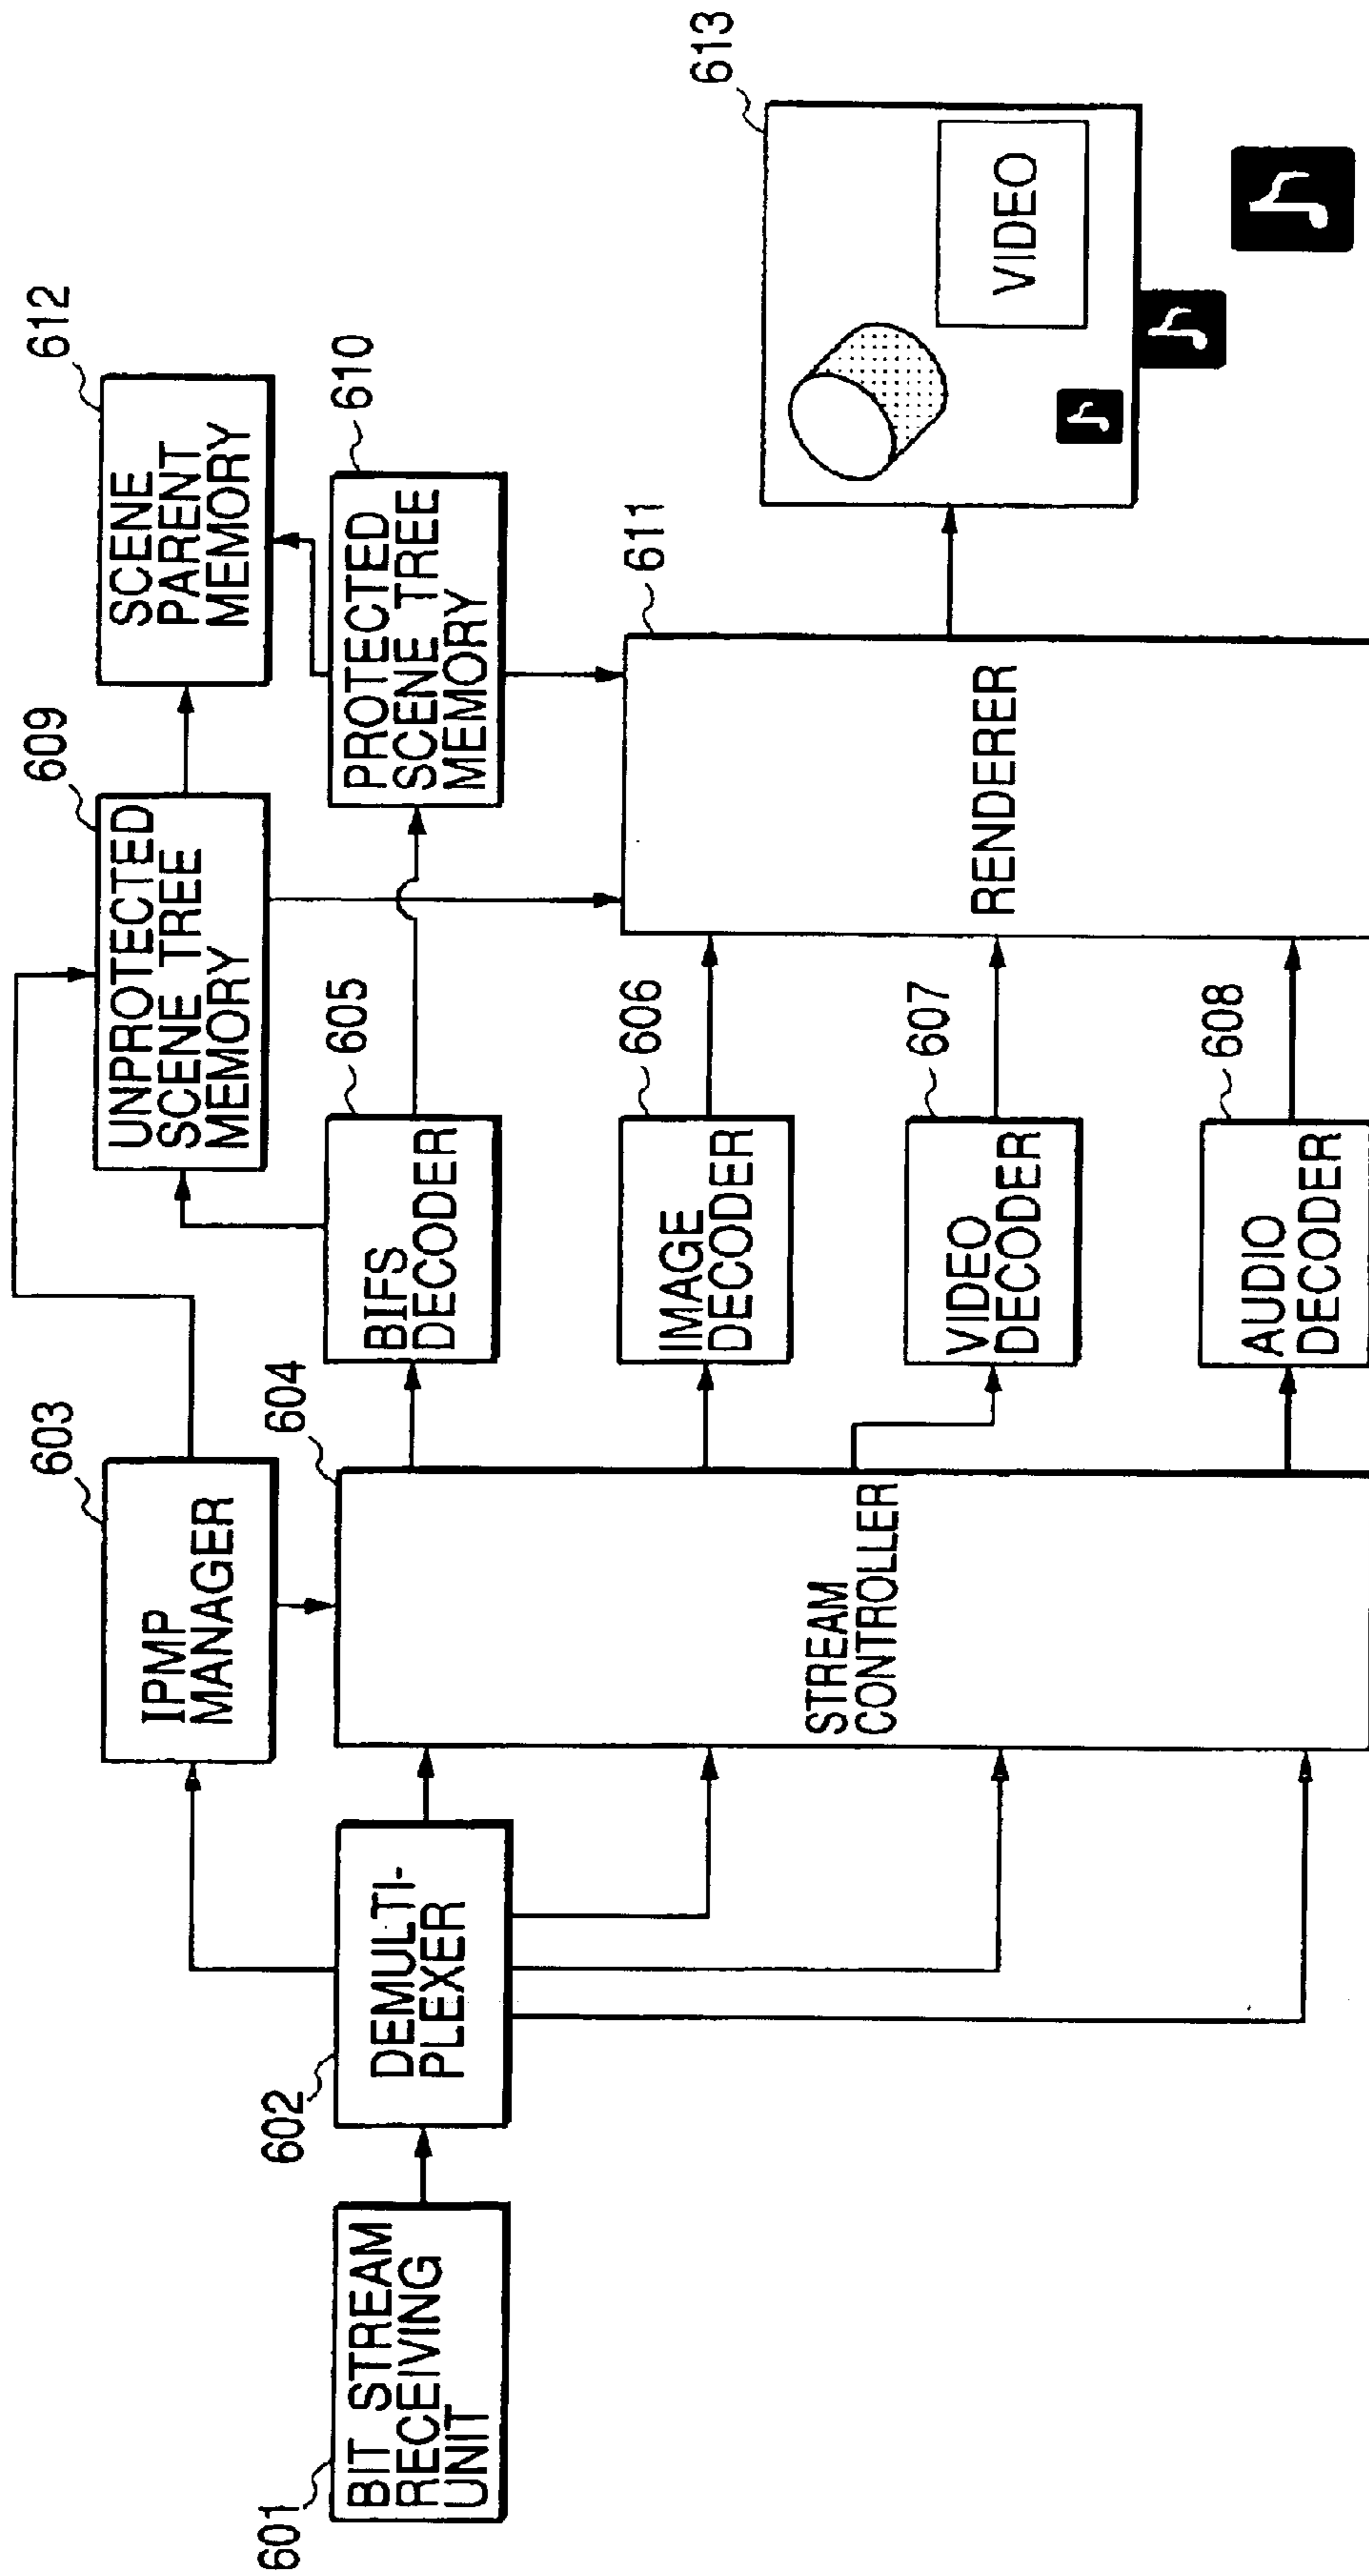 601
BIT STREAM
RECEIVING
UNIT
602
DEMULTI-
PLEXER
603
IPMP
MANAGER
604
STREAM
CONTROLLER
605
BIFS
DECODER
606
IMAGE
DECODER
607
VIDEO
DECODER
608
AUDIO
DECODER
609
UNPROTECTED
SCENE TREE
MEMORY
610
PROTECTED
SCENE TREE
MEMORY
611
RENDERER
612
SCENE
PARENT
MEMORY
613
VIDEO